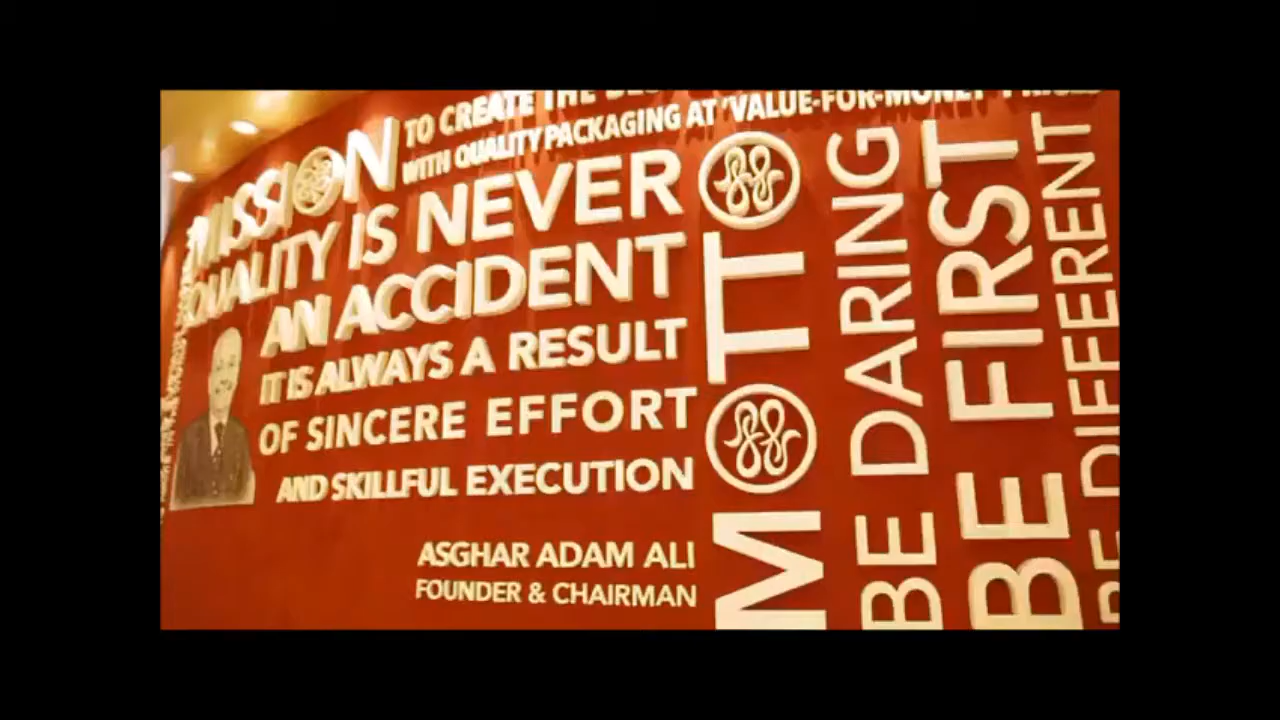 MISSION
TO CREATE THE
WITH QUALITY PACKAGING AT 'VALUE-FOR-MONEY'
QUALITY IS NEVER
AN ACCIDENT
IT IS ALWAYS A RESULT
OF SINCERE EFFORT
AND SKILLFUL EXECUTION
ASGHAR ADAM ALI
FOUNDER & CHAIRMAN
MOTTO
BE DARING
BE FIRST
BE DIFFERENT